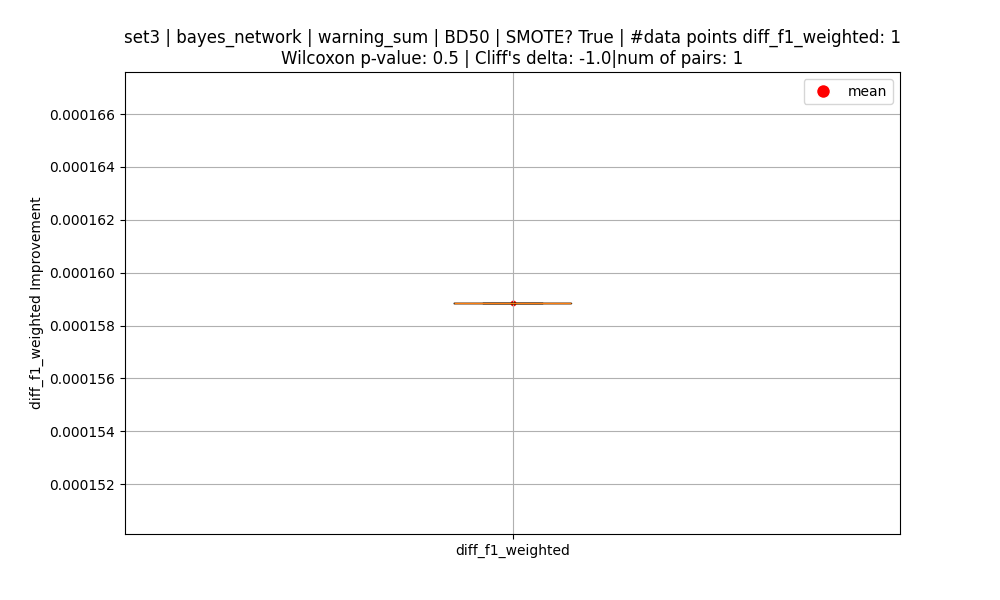 set3 | bayes_network | warning_sum | BD50 | SMOTE? True | #data points diff_f1_weighted: 1
Wilcoxon p-value: 0.5 | Cliff's delta: -1.0|num of pairs: 1
mean
0.000166
0.000164
0.000162
0.000160
0.000158
0.000156
0.000154
0.000152
diff_f1_weighted Improvement
diff_f1_weighted